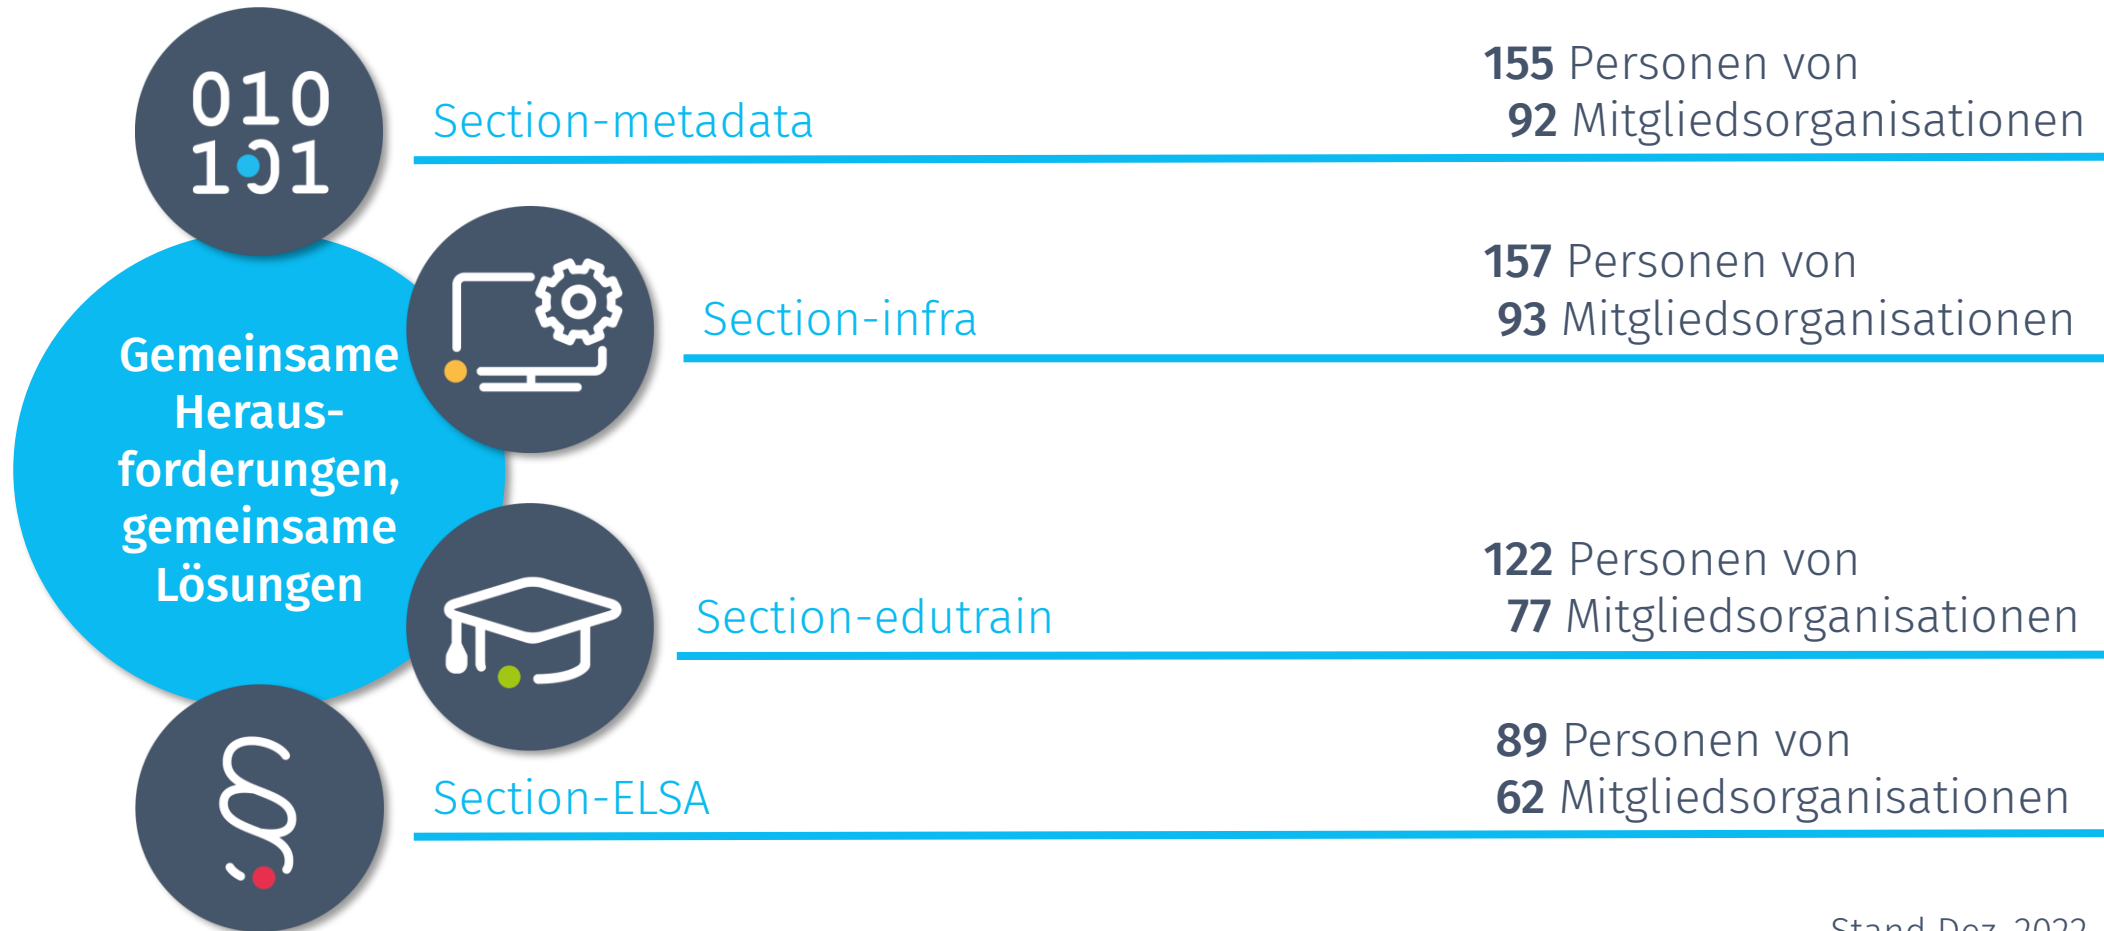 010
101
Section-metadata
155 Personen von
92 Mitgliedsorganisationen
Section-infra
157 Personen von
93 Mitgliedsorganisationen
Gemeinsame
Heraus-
forderungen,
gemeinsame
Lösungen
Section-edutrain
122 Personen von
77 Mitgliedsorganisationen
§
Section-ELSA
89 Personen von
62 Mitgliedsorganisationen
Stand Dez. 2022